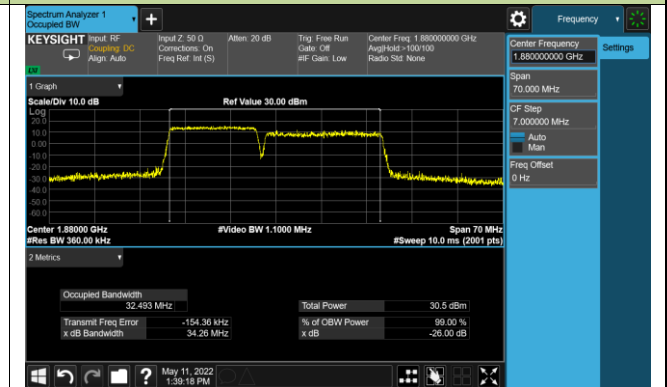 Spectrum Analyzer 1
Occupied BW
+
Frequency
KEYSIGHT
Input: RF
Coupling: DC
Align: Auto
Input Z: 50 Ω
Corrections: On
Freq Ref: Int (S)
Atten: 20 dB
Trig: Free Run
Gate: Off
#IF Gain: Low
Center Freq: 1.880000000 GHz
Avg|Hold:>100/100
Radio Std: None
Center Frequency
1.880000000 GHz
Settings
Span
70.000 MHz
CF Step
7.000000 MHz
Auto
Man
Freq Offset
0 Hz
1 Graph
Scale/Div 10.0 dB
Ref Value 30.00 dBm
Log
20.0
10.0
0.00
-10.0
-20.0
-30.0
-40.0
-50.0
-60.0
Center 1.88000 GHz
#Video BW 1.1000 MHz
Span 70 MHz
#Res BW 360.00 kHz
#Sweep 10.0 ms (2001 pts)
2 Metrics
Occupied Bandwidth
32.493 MHz
Total Power
30.5 dBm
Transmit Freq Error
-154.36 kHz
% of OBW Power
99.00 %
x dB Bandwidth
34.26 MHz
x dB
-26.00 dB
?
May 11, 2022
1:39:18 PM